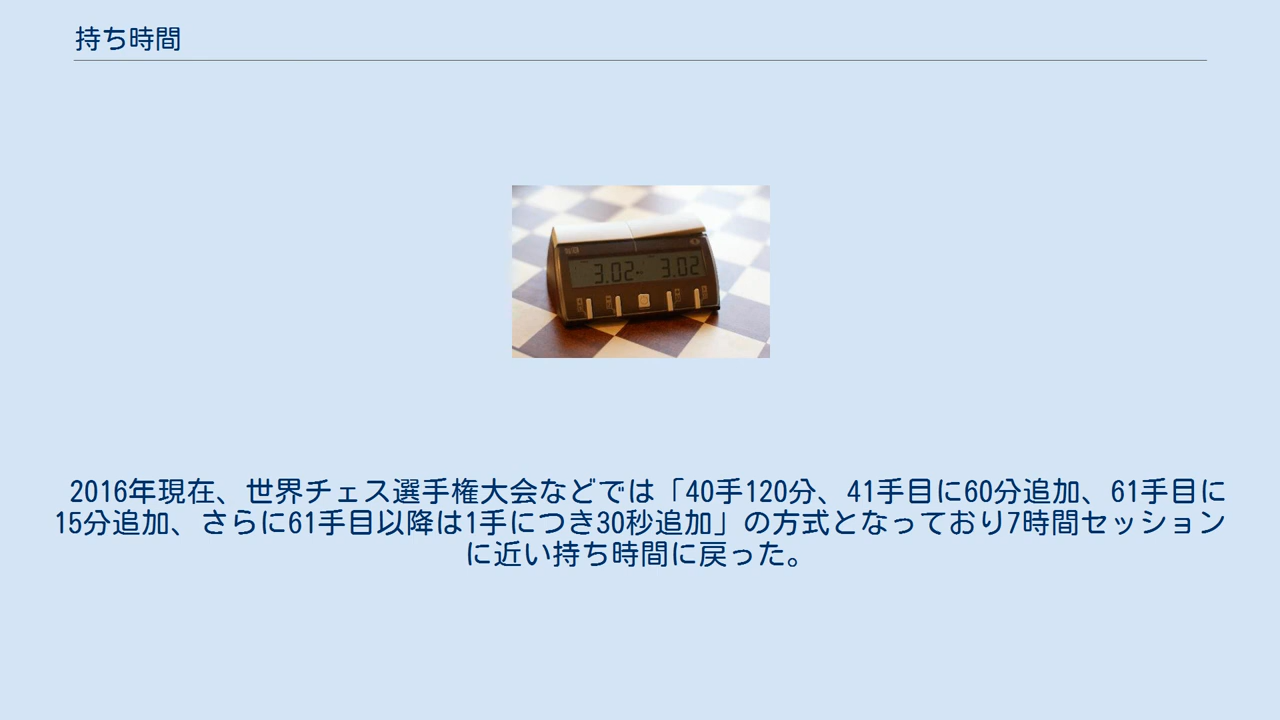 持ち時間
3.02 3.02
2016年現在、世界チェス選手権大会などでは「40手120分、41手目に60分追加、61手目に
15分追加、さらに61手目以降は1手につき30秒追加」の方式となっており7時間セッション
に近い持ち時間に戻った。